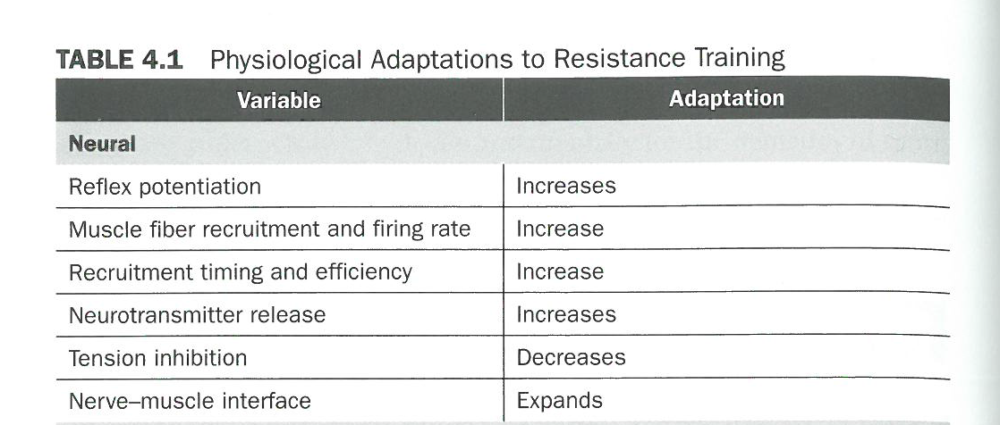 TABLE 4.1 Physiological Adaptations to Resistance Training
Variable Adaptation
Neural
Reflex potentiation Increases
Muscle fiber recruitment and firing rate Increase
Recruitment timing and efficiency Increase
Neurotransmitter release Increases
Tension inhibition Decreases
Nerve–muscle interface Expands